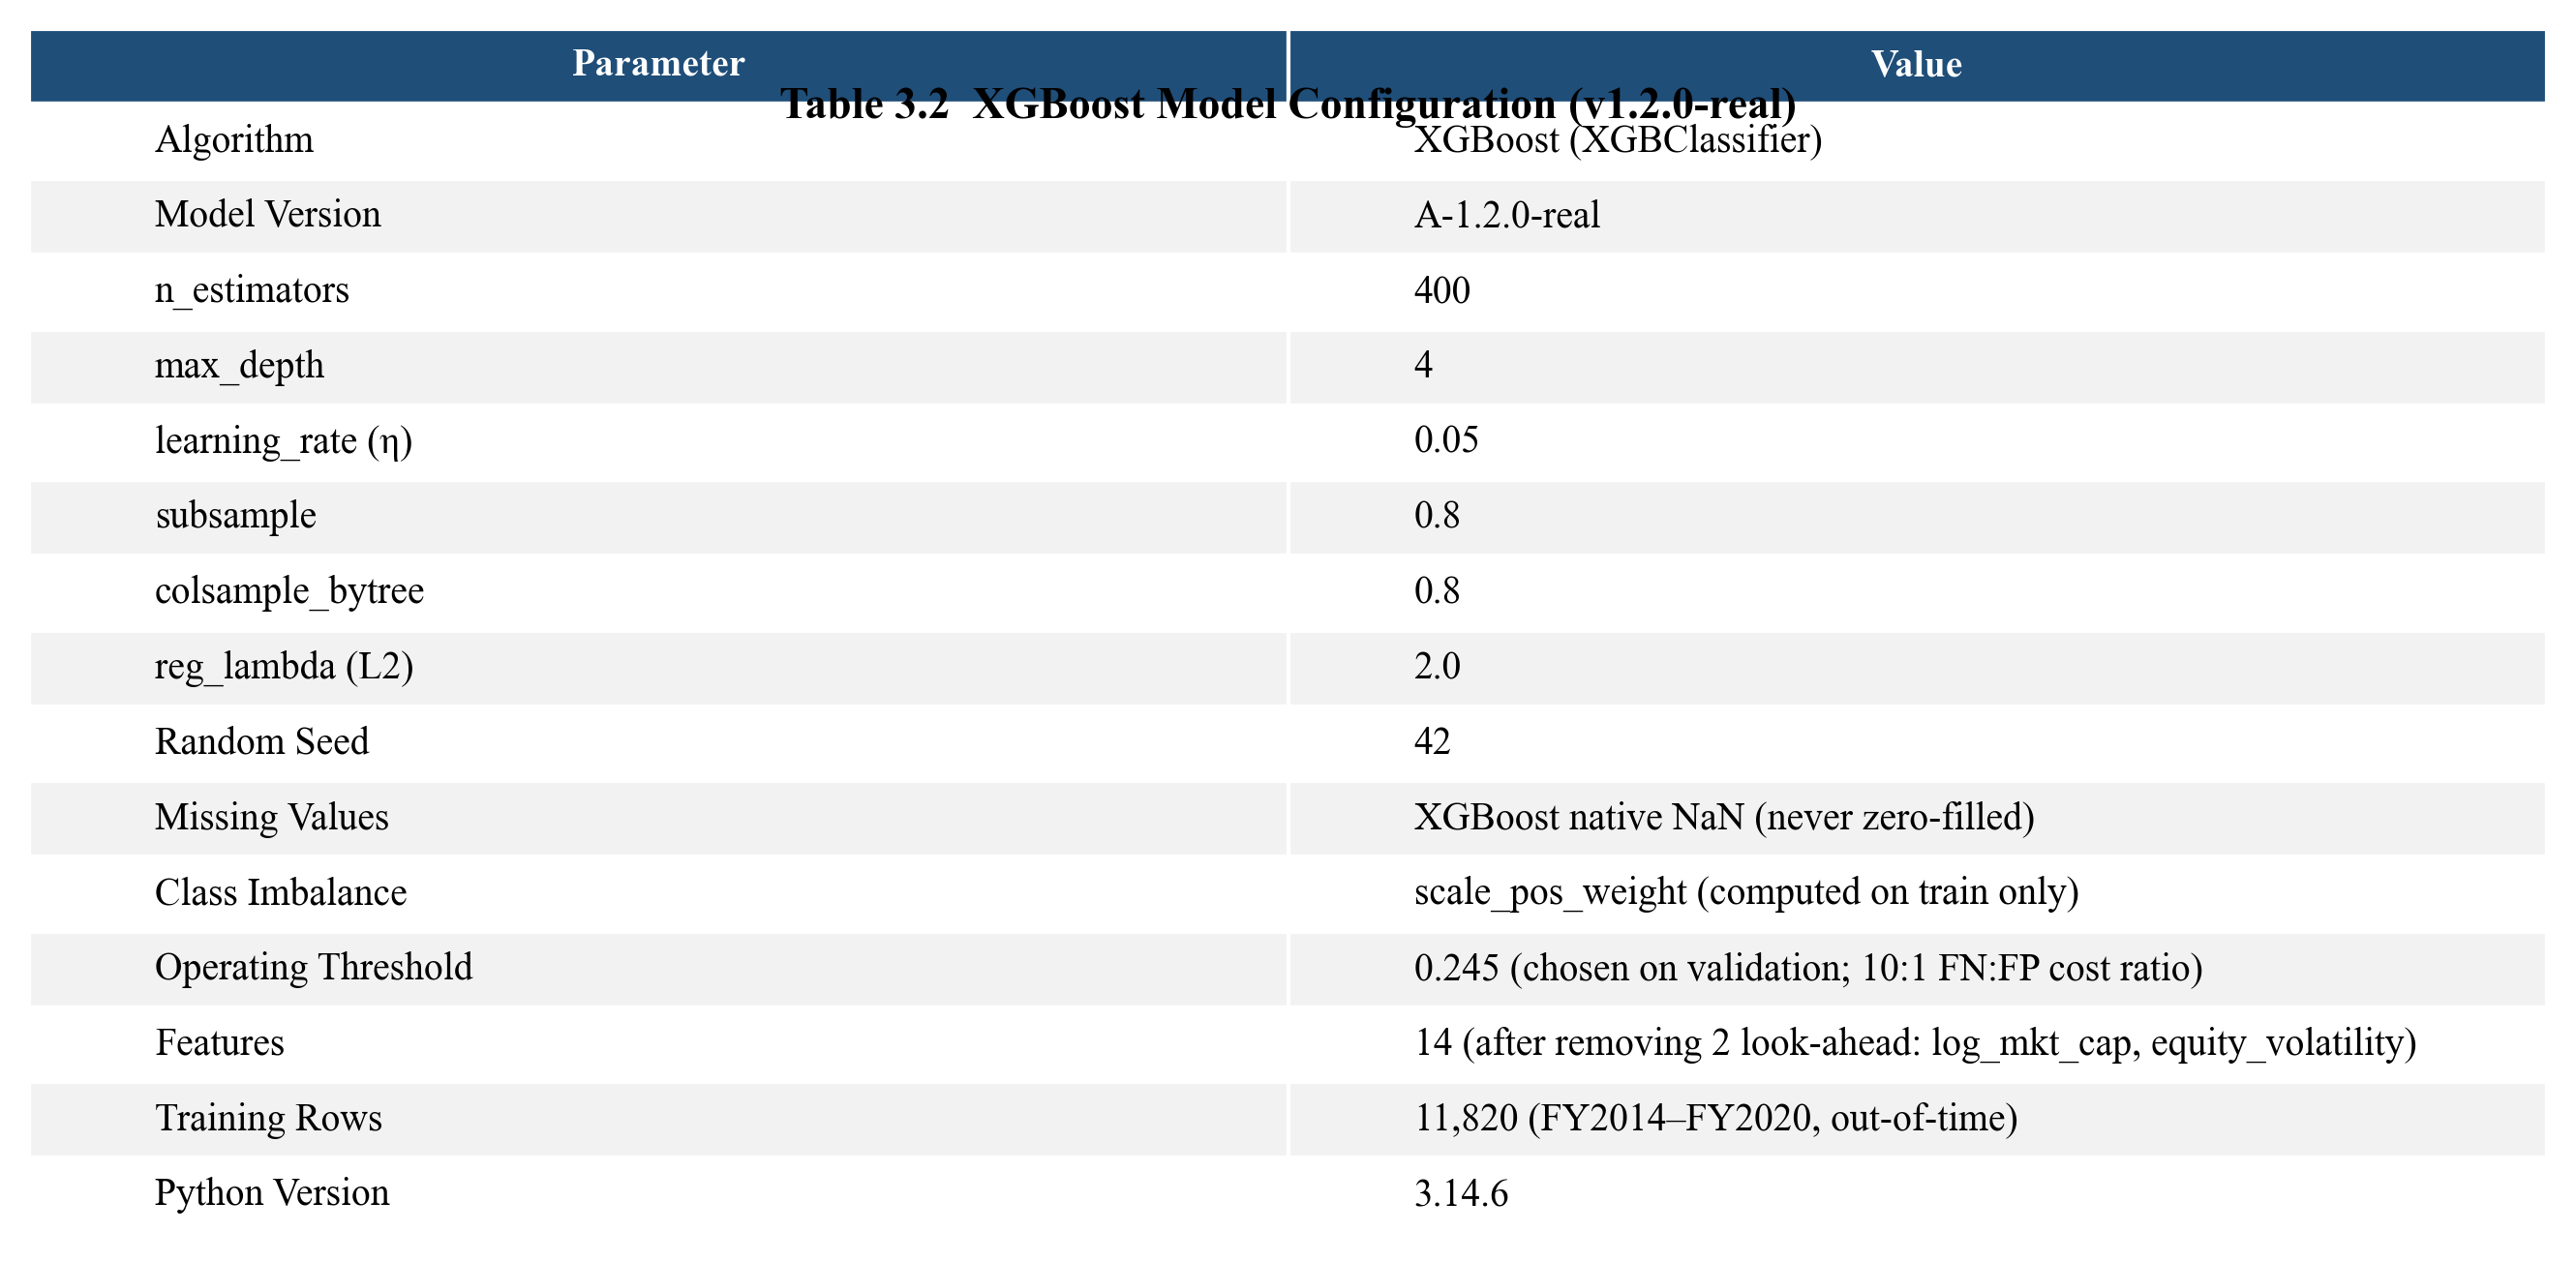 Parameter Value
Table 3.2 XGBoost Model Configuration (v1.2.0-real)
Algorithm XGBoost (XGBClassifier)
Model Version A-1.2.0-real
n_estimators 400
max_depth 4
learning_rate (η) 0.05
subsample 0.8
colsample_bytree 0.8
reg_lambda (L2) 2.0
Random Seed 42
Missing Values XGBoost native NaN (never zero-filled)
Class Imbalance scale_pos_weight (computed on train only)
Operating Threshold 0.245 (chosen on validation; 10:1 FN:FP cost ratio)
Features 14 (after removing 2 look-ahead: log_mkt_cap, equity_volatility)
Training Rows 11,820 (FY2014–FY2020, out-of-time)
Python Version 3.14.6